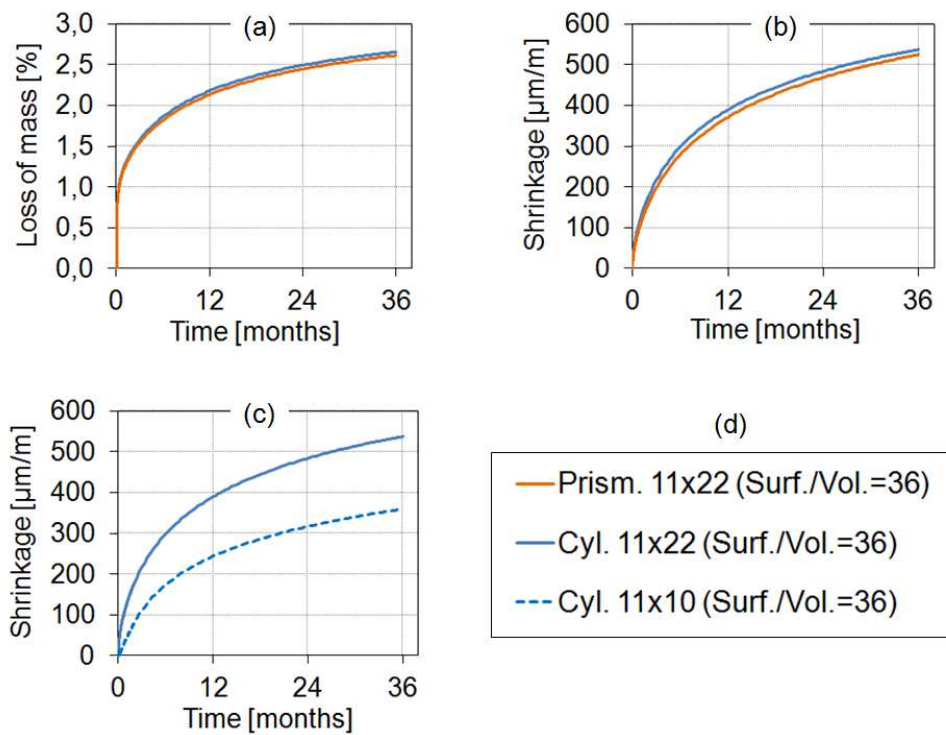 (a)
Loss of mass [%]
3,0
2,5
2,0
1,5
1,0
0,5
0,0
0 12 24 36
Time [months]
(b)
Shrinkage [µm/m]
600
500
400
300
200
100
0
0 12 24 36
Time [months]
(c)
Shrinkage [µm/m]
600
500
400
300
200
100
0
0 12 24 36
Time [months]
(d)
Prism. 11x22 (Surf./Vol.=36)
Cyl. 11x22 (Surf./Vol.=36)
Cyl. 11x10 (Surf./Vol.=36)